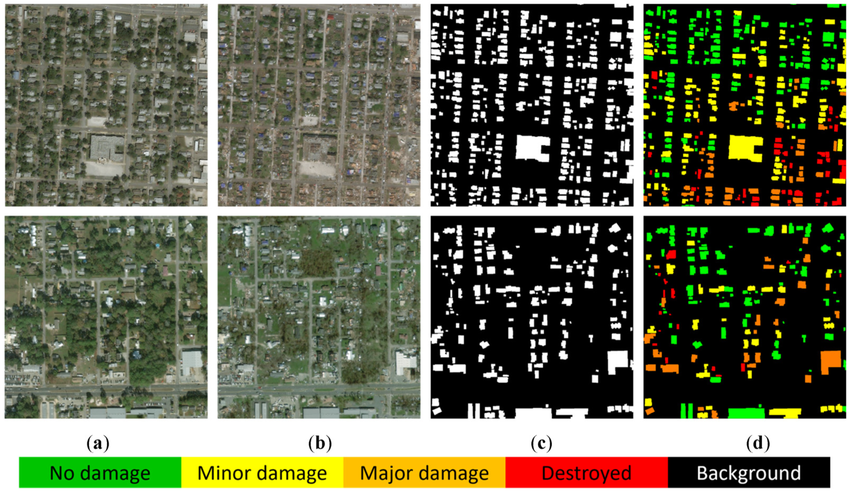 (a) (b) (c) (d)
No damage Minor damage Major damage Destroyed Background